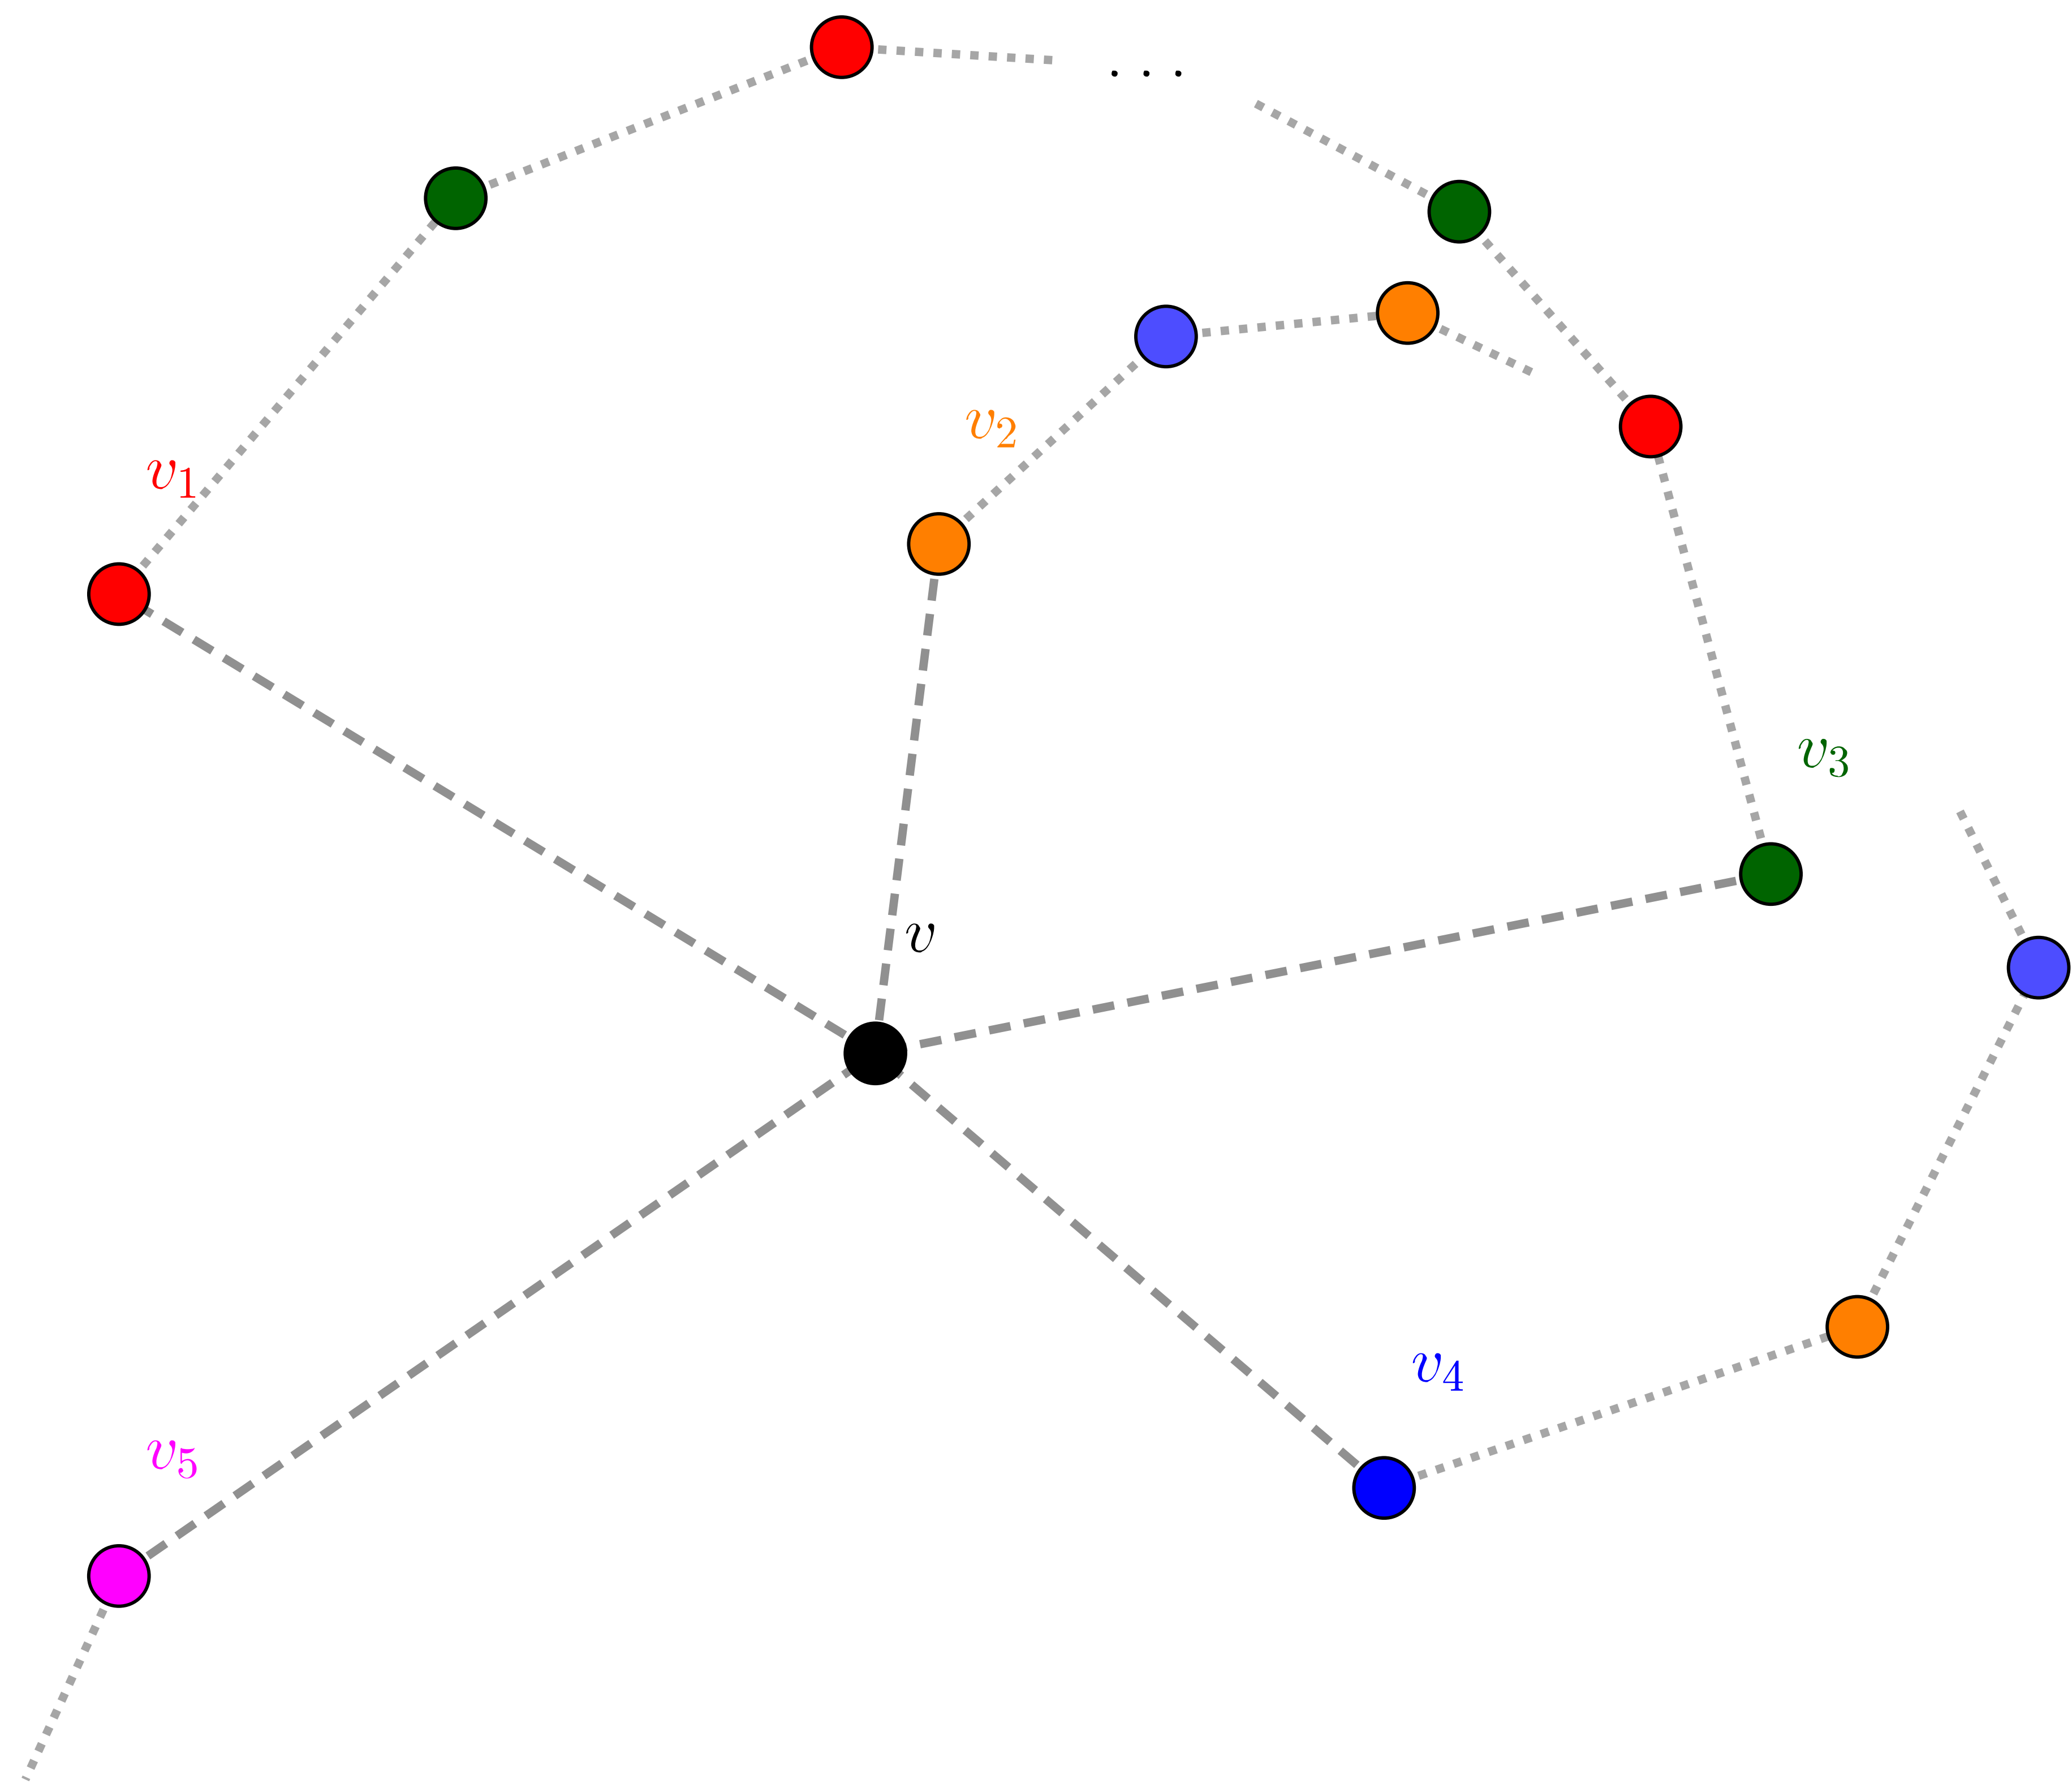 . . .
v₂
v₁
v₃
v
v₄
v₅